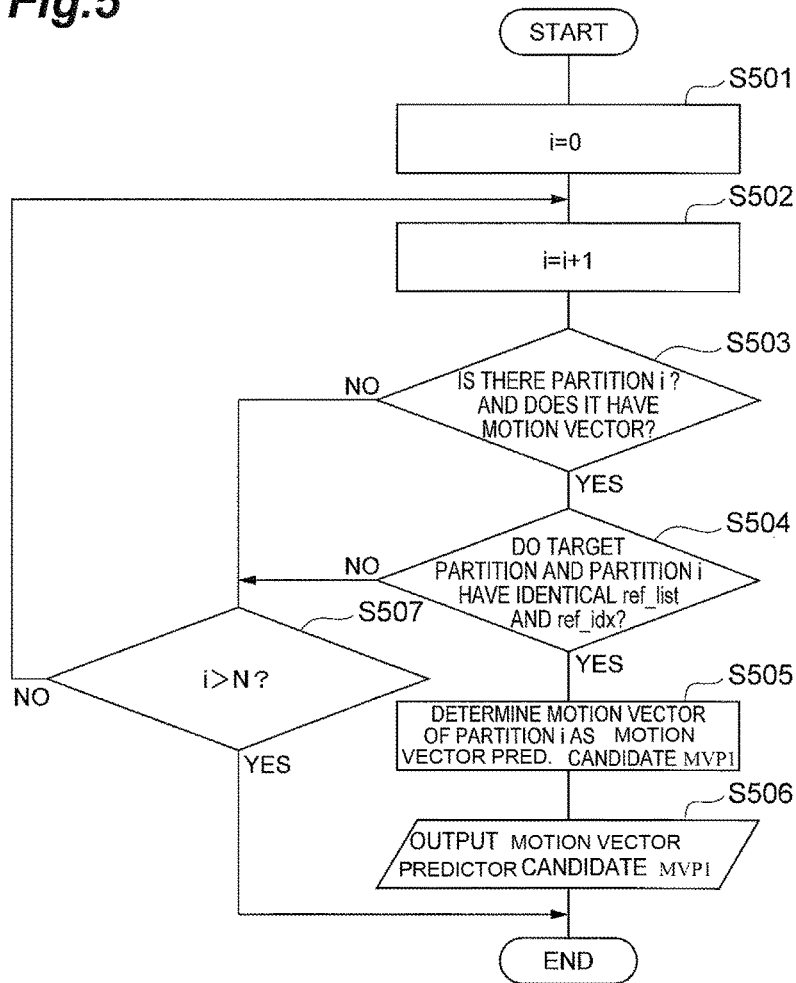 Fig.5
START
S501
i=0
S502
i=i+1
S503
NO
IS THERE PARTITION i ?
AND DOES IT HAVE
MOTION VECTOR?
YES
S504
NO
DO TARGET
PARTITION AND PARTITION i
HAVE IDENTICAL ref_list
AND ref_idx?
S507
i>N?
NO
YES
YES
S505
DETERMINE MOTION VECTOR
OF PARTITION i AS MOTION
VECTOR PRED. CANDIDATE MVP1
S506
OUTPUT MOTION VECTOR
PREDICTOR CANDIDATE MVP1
END